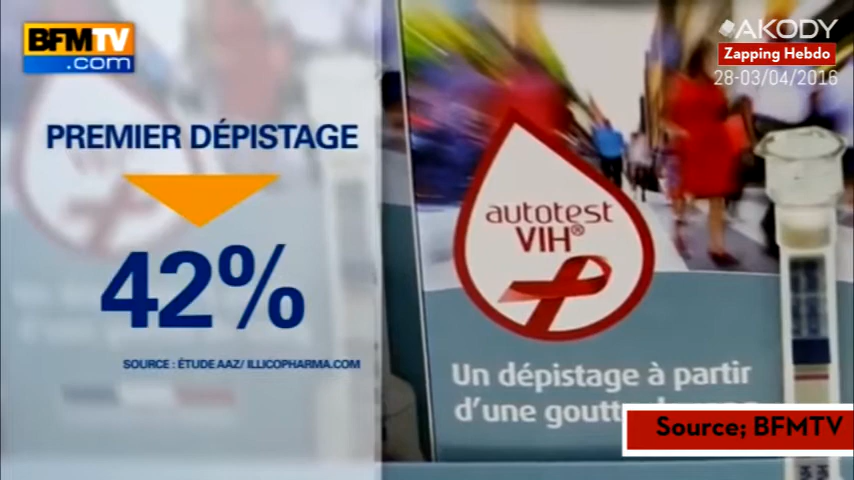 BFMTV
.com
AKODY
Zapping Hebdo
28-03/04/2016
PREMIER DÉPISTAGE
42%
SOURCE : ÉTUDE AAZ/ ILLICOPHARMA.COM
autotest
VIH®
Un dépistage à partir
d'une goutte
Source; BFMTV